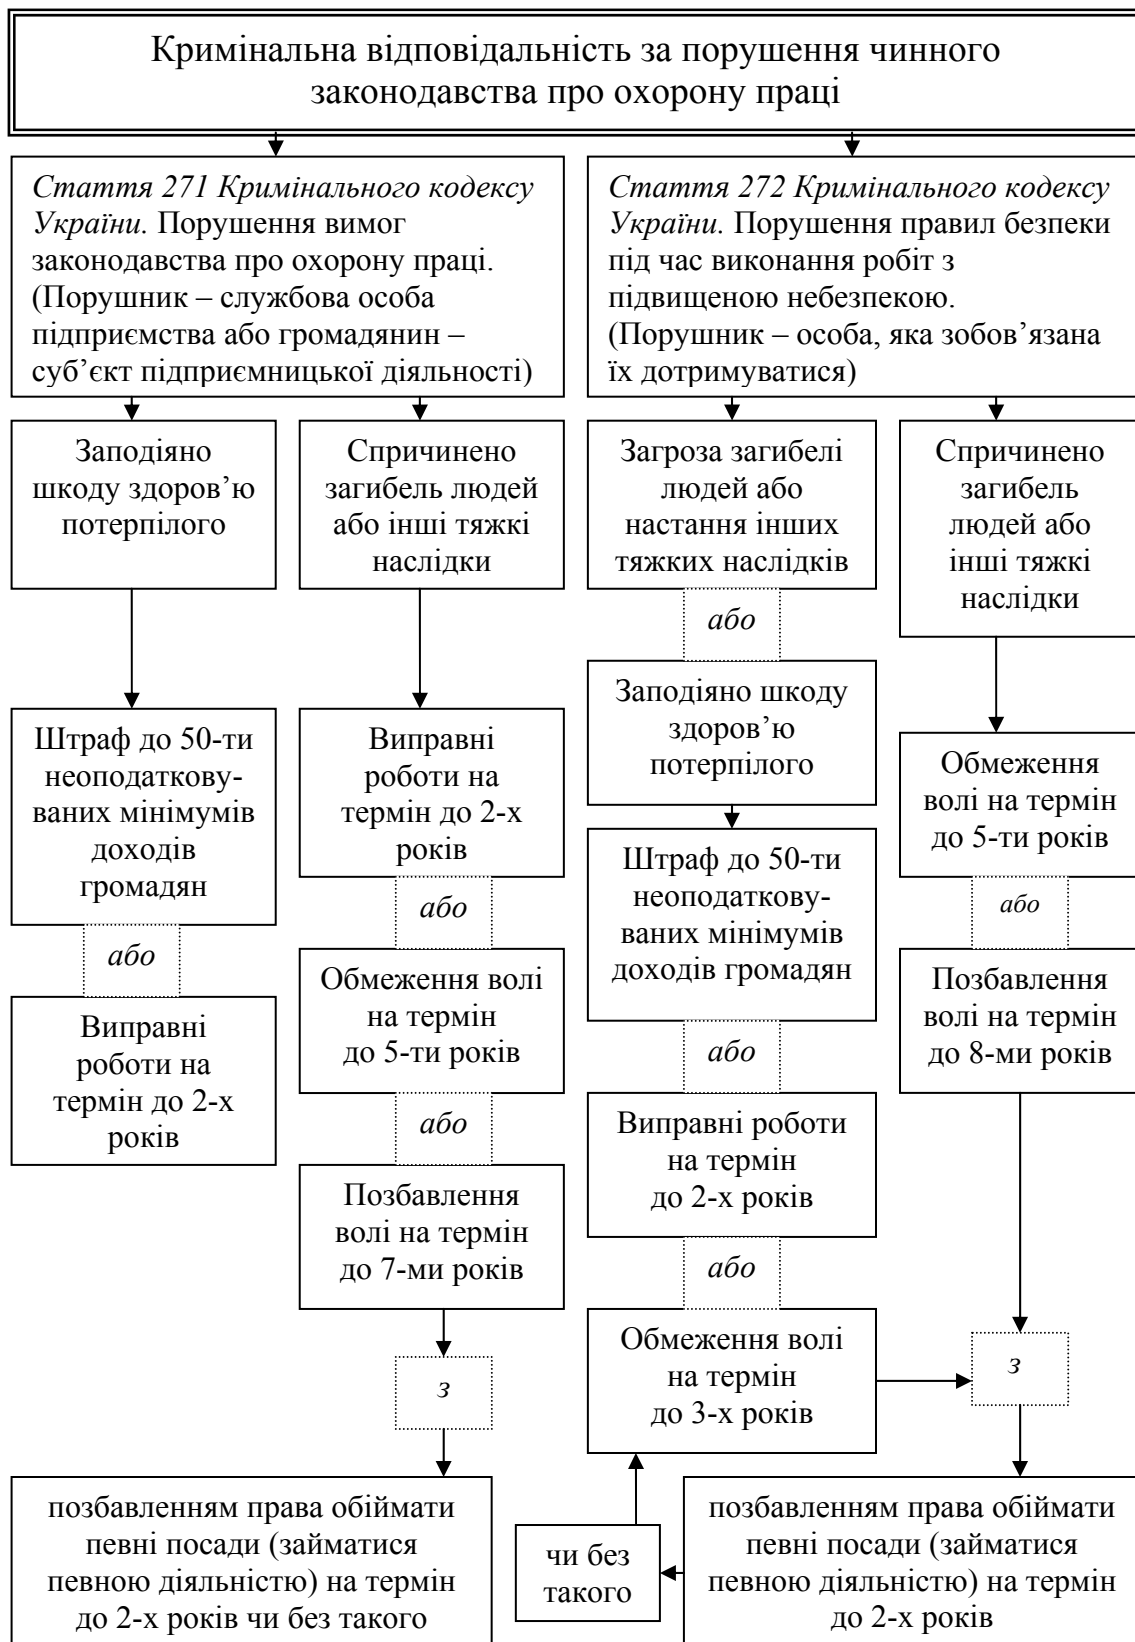 Кримінальна відповідальність за порушення чинного
законодавства про охорону праці
Стаття 271 Кримінального кодексу
України. Порушення вимог
законодавства про охорону праці.
(Порушник – службова особа
підприємства або громадянин –
суб’єкт підприємницької діяльності)
Стаття 272 Кримінального кодексу
України. Порушення правил безпеки
під час виконання робіт з
підвищеною небезпекою.
(Порушник – особа, яка зобов’язана
їх дотримуватися)
Заподіяно
шкоду здоров’ю
потерпілого
Штраф до 50-ти
неоподаткову-
ваних мінімумів
доходів
громадян
або
Виправні
роботи на
термін до 2-х
років
Спричинено
загибель людей
або інші тяжкі
наслідки
Виправні
роботи на
термін до 2-х
років
або
Обмеження волі
на термін
до 5-ти років
або
Позбавлення
волі на термін
до 7-ми років
з
позбавленням права обіймати
певні посади (займатися
певною діяльністю) на термін
до 2-х років чи без такого
Загроза загибелі
людей або
настання інших
тяжких наслідків
або
Заподіяно шкоду
здоров’ю
потерпілого
Штраф до 50-ти
неоподаткову-
ваних мінімумів
доходів громадян
або
Виправні роботи
на термін
до 2-х років
або
Обмеження волі
на термін
до 3-х років
Спричинено
загибель
людей або
інші тяжкі
наслідки
Обмеження
волі на термін
до 5-ти років
або
Позбавлення
волі на термін
до 8-ми років
з
позбавленням права обіймати
певні посади (займатися
певною діяльністю) на термін
до 2-х років
чи без
такого